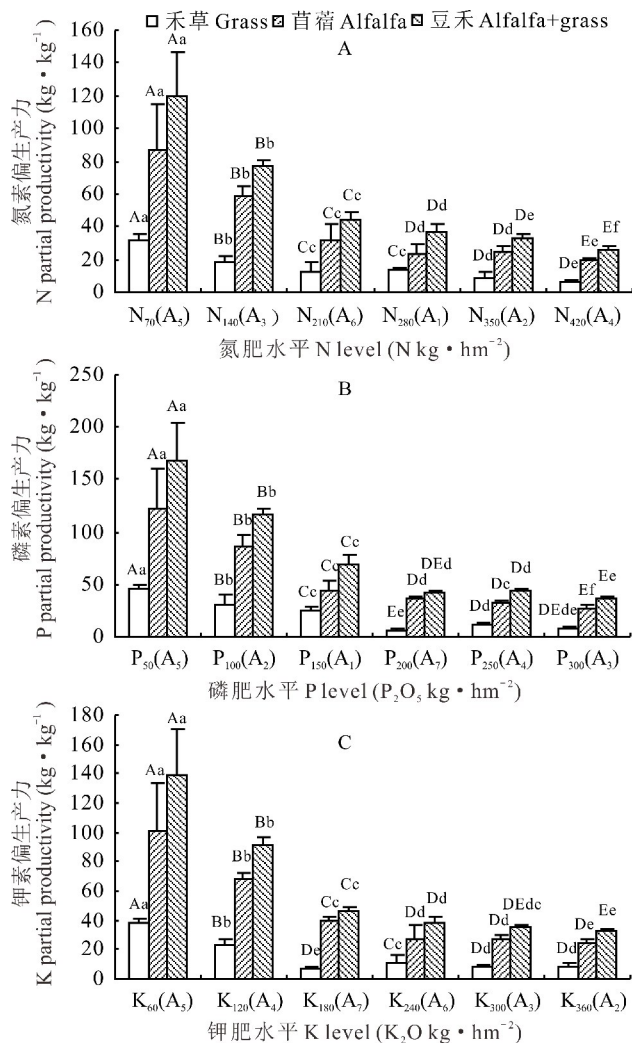 禾草 Grass 苜蓿 Alfalfa 豆禾 Alfalfa+grass
A
氮素偏生产力
N partial productivity (kg·kg⁻¹)
160
140
120
100
80
60
40
20
0
Aa Aa Aa
Bb Bb Bb
Cc Cc Cc
Cc Dd Dd
Dd Dd De
De Ee Ef
N₇₀(A₅) N₁₄₀(A₃) N₂₁₀(A₆) N₂₈₀(A₁) N₃₅₀(A₂) N₄₂₀(A₄)
氮肥水平 N level (N kg·hm⁻²)
B
磷素偏生产力
P partial productivity (kg·kg⁻¹)
250
200
150
100
50
0
Aa Aa Aa
Bb Bb Bb
Cc Cc Cc
Ee Dd DEd
Dd De Dd
DEde Ef Ee
P₅₀(A₅) P₁₀₀(A₂) P₁₅₀(A₁) P₂₀₀(A₇) P₂₅₀(A₄) P₃₀₀(A₃)
磷肥水平 P level (P₂O₅ kg·hm⁻²)
C
钾素偏生产力
K partial productivity (kg·kg⁻¹)
180
160
140
120
100
80
60
40
20
0
Aa Aa Aa
Bb Bb Bb
De Cc Cc
Cc Dd Dd
Dd Dd DEde
Dd De Ee
K₆₀(A₅) K₁₂₀(A₄) K₁₈₀(A₇) K₂₄₀(A₆) K₃₀₀(A₃) K₃₆₀(A₂)
钾肥水平 K level (K₂O kg·hm⁻²)